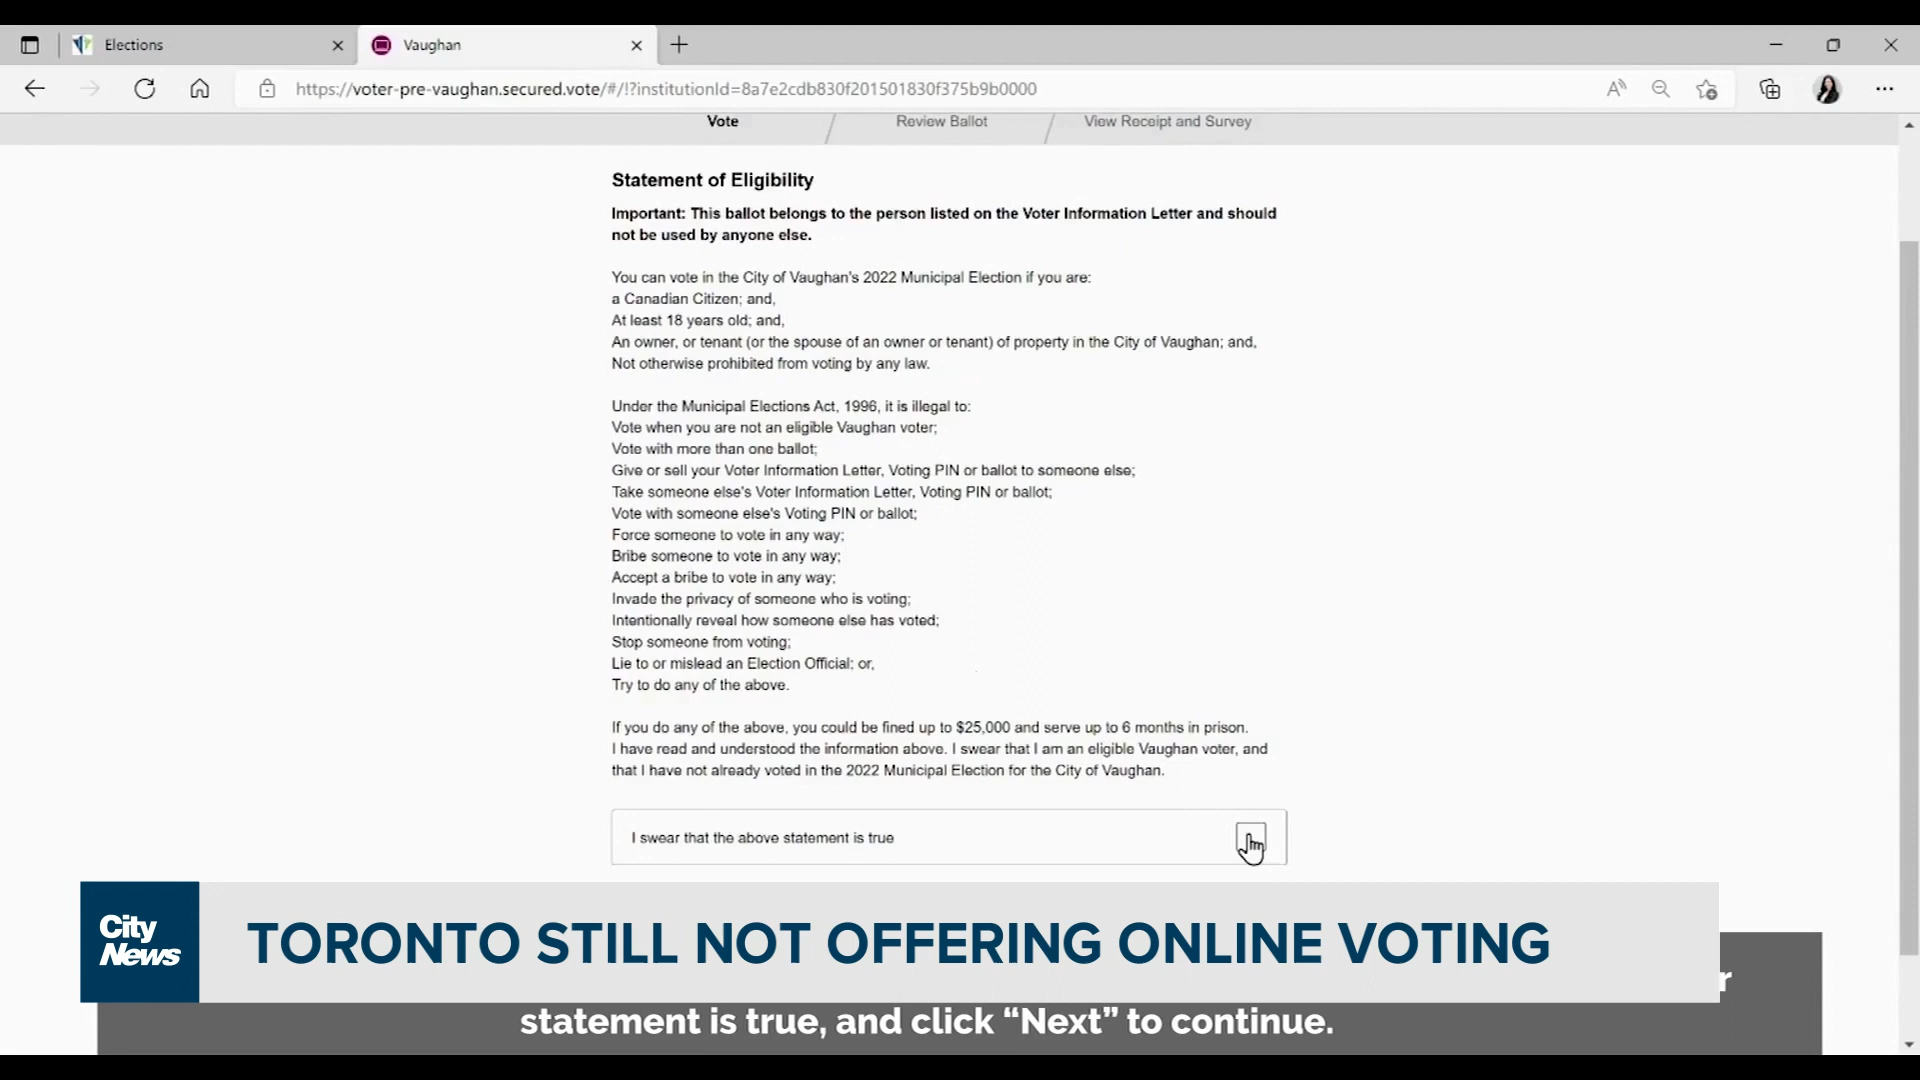 Elections
Vaughan
https://voter-pre-vaughan.secured.vote/#/!?institutionId=8a7e2cdb830f201501830f375b9b0000
Vote
Review Ballot
View Receipt and Survey
Statement of Eligibility
Important: This ballot belongs to the person listed on the Voter Information Letter and should
not be used by anyone else.
You can vote in the City of Vaughan's 2022 Municipal Election if you are:
a Canadian Citizen; and,
At least 18 years old; and,
An owner, or tenant (or the spouse of an owner or tenant) of property in the City of Vaughan; and,
Not otherwise prohibited from voting by any law.
Under the Municipal Elections Act, 1996, it is illegal to:
Vote when you are not an eligible Vaughan voter;
Vote with more than one ballot;
Give or sell your Voter Information Letter, Voting PIN or ballot to someone else;
Take someone else's Voter Information Letter, Voting PIN or ballot;
Vote with someone else's Voting PIN or ballot;
Force someone to vote in any way;
Bribe someone to vote in any way;
Accept a bribe to vote in any way;
Invade the privacy of someone who is voting;
Intentionally reveal how someone else has voted;
Stop someone from voting;
Lie to or mislead an Election Official; or,
Try to do any of the above.
If you do any of the above, you could be fined up to $25,000 and serve up to 6 months in prison.
I have read and understood the information above. I swear that I am an eligible Vaughan voter, and
that I have not already voted in the 2022 Municipal Election for the City of Vaughan.
I swear that the above statement is true
City
News
TORONTO STILL NOT OFFERING ONLINE VOTING
statement is true, and click “Next” to continue.